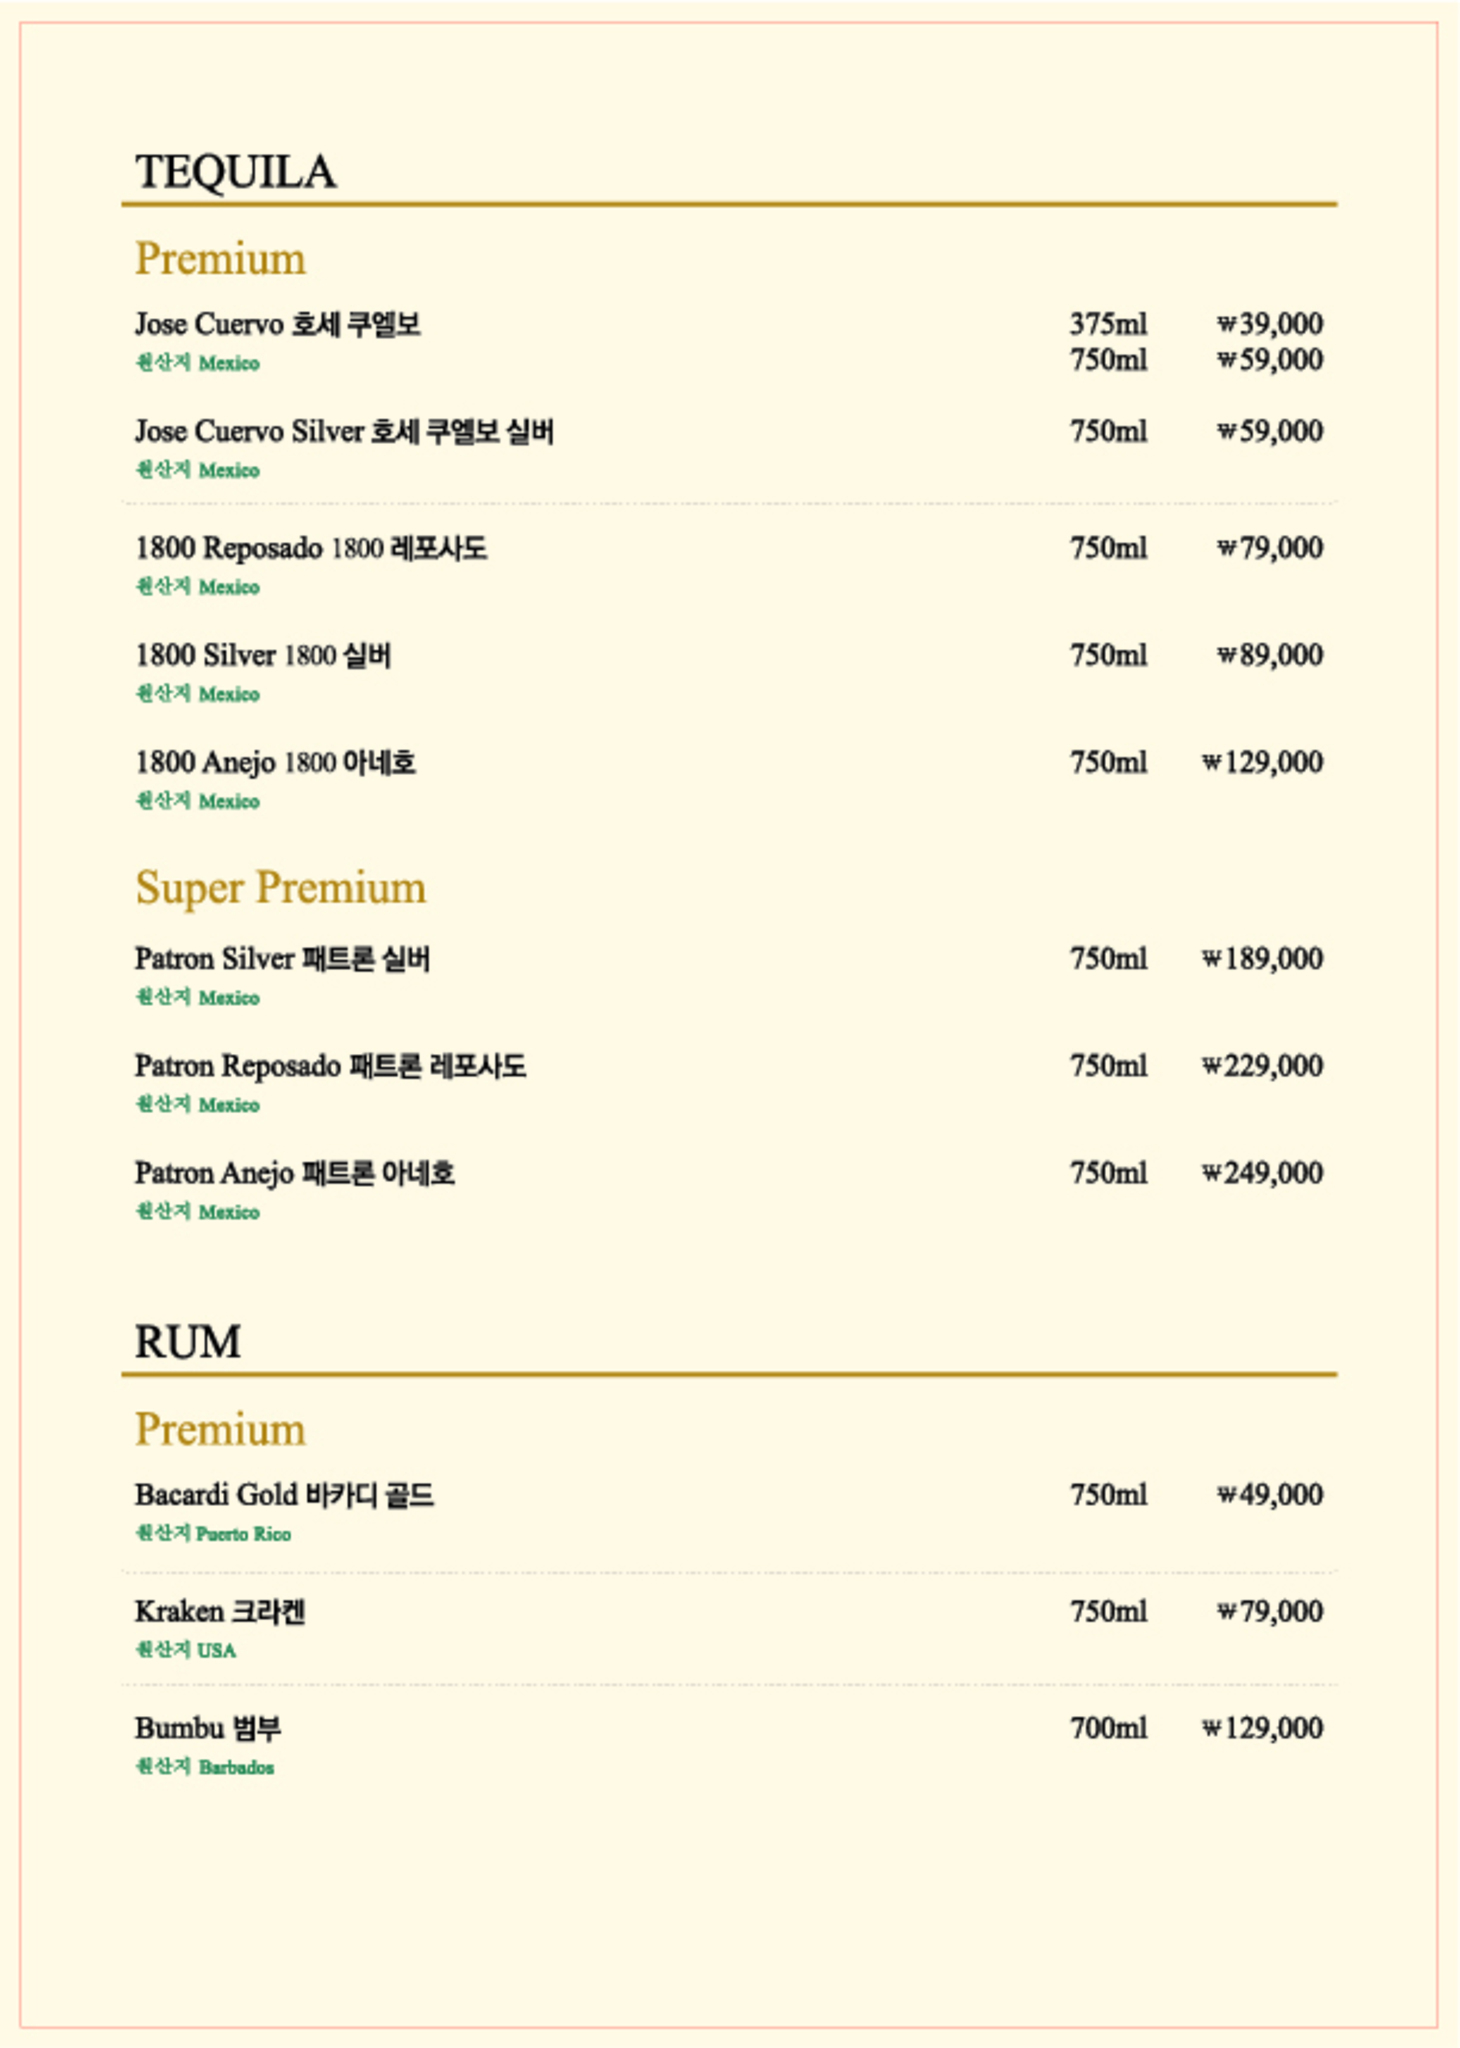 TEQUILA
Premium
Jose Cuervo 호세 쿠엘보 375ml ₩39,000
원산지 Mexico 750ml ₩59,000
Jose Cuervo Silver 호세 쿠엘보 실버 750ml ₩59,000
원산지 Mexico
1800 Reposado 1800 레포사도 750ml ₩79,000
원산지 Mexico
1800 Silver 1800 실버 750ml ₩89,000
원산지 Mexico
1800 Anejo 1800 아네호 750ml ₩129,000
원산지 Mexico
Super Premium
Patron Silver 패트론 실버 750ml ₩189,000
원산지 Mexico
Patron Reposado 패트론 레포사도 750ml ₩229,000
원산지 Mexico
Patron Anejo 패트론 아네호 750ml ₩249,000
원산지 Mexico
RUM
Premium
Bacardi Gold 바카디 골드 750ml ₩49,000
원산지 Puerto Rico
Kraken 크라켄 750ml ₩79,000
원산지 USA
Bumbu 범부 700ml ₩129,000
원산지 Barbados